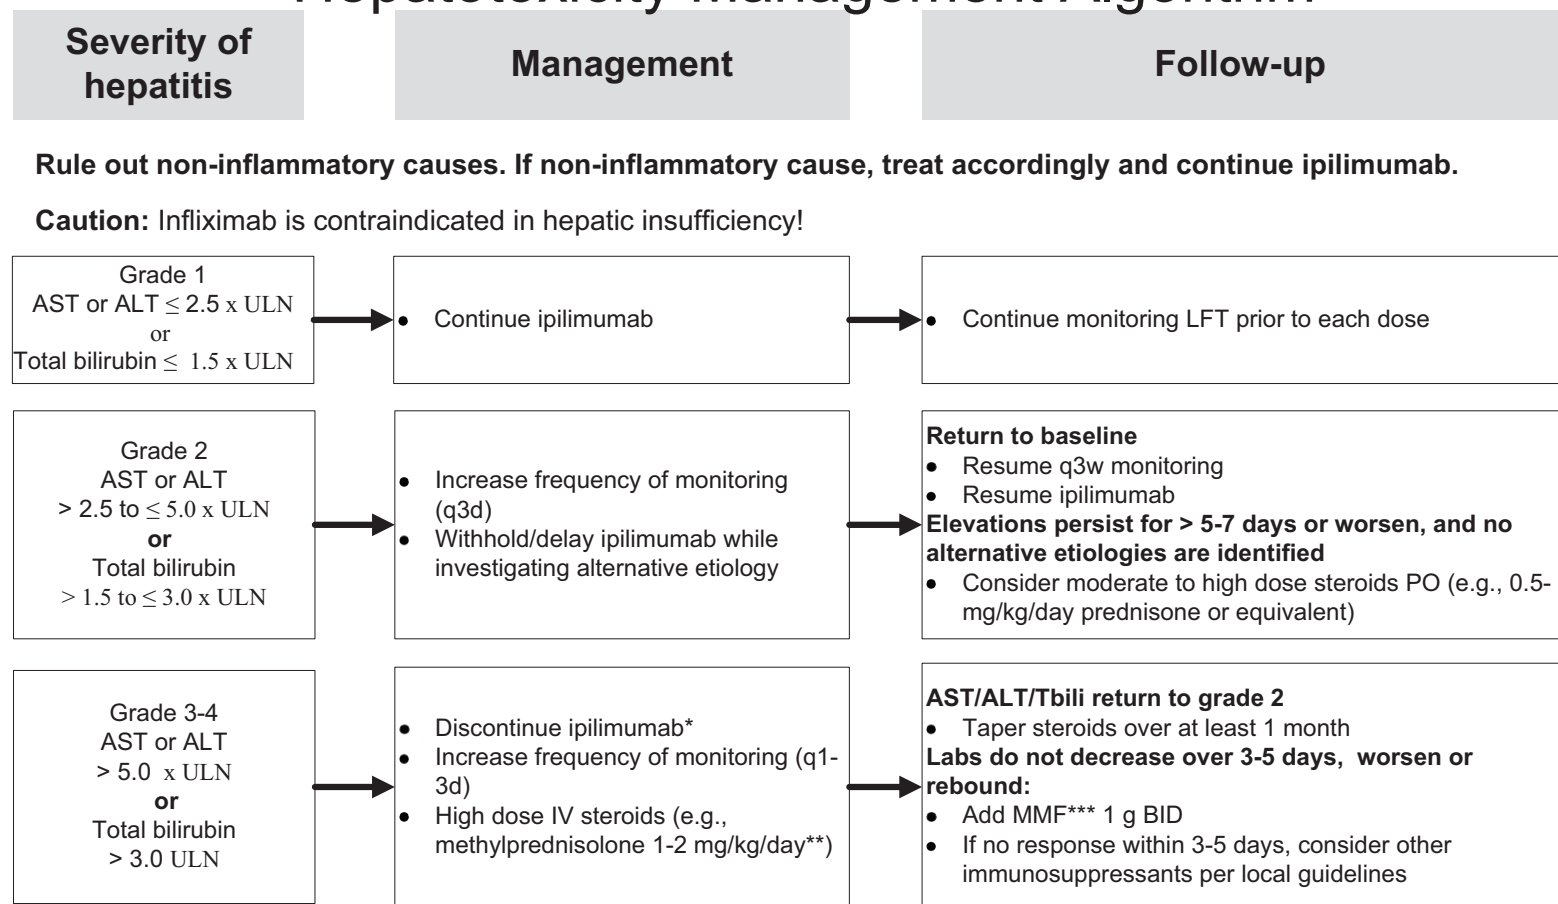 Hepatotoxicity Management Algorithm
Severity of
hepatitis
Management
Follow-up
Rule out non-inflammatory causes. If non-inflammatory cause, treat accordingly and continue ipilimumab.
Caution: Infliximab is contraindicated in hepatic insufficiency!
Grade 1
AST or ALT ≤ 2.5 x ULN
or
Total bilirubin ≤ 1.5 x ULN
• Continue ipilimumab
• Continue monitoring LFT prior to each dose
Grade 2
AST or ALT
> 2.5 to ≤ 5.0 x ULN
or
Total bilirubin
> 1.5 to ≤ 3.0 x ULN
• Increase frequency of monitoring
(q3d)
• Withhold/delay ipilimumab while
investigating alternative etiology
Return to baseline
• Resume q3w monitoring
• Resume ipilimumab
Elevations persist for > 5-7 days or worsen, and no
alternative etiologies are identified
• Consider moderate to high dose steroids PO (e.g., 0.5-
mg/kg/day prednisone or equivalent)
Grade 3-4
AST or ALT
> 5.0 x ULN
or
Total bilirubin
> 3.0 ULN
• Discontinue ipilimumab*
• Increase frequency of monitoring (q1-
3d)
• High dose IV steroids (e.g.,
methylprednisolone 1-2 mg/kg/day**)
AST/ALT/Tbili return to grade 2
• Taper steroids over at least 1 month
Labs do not decrease over 3-5 days, worsen or
rebound:
• Add MMF*** 1 g BID
• If no response within 3-5 days, consider other
immunosuppressants per local guidelines